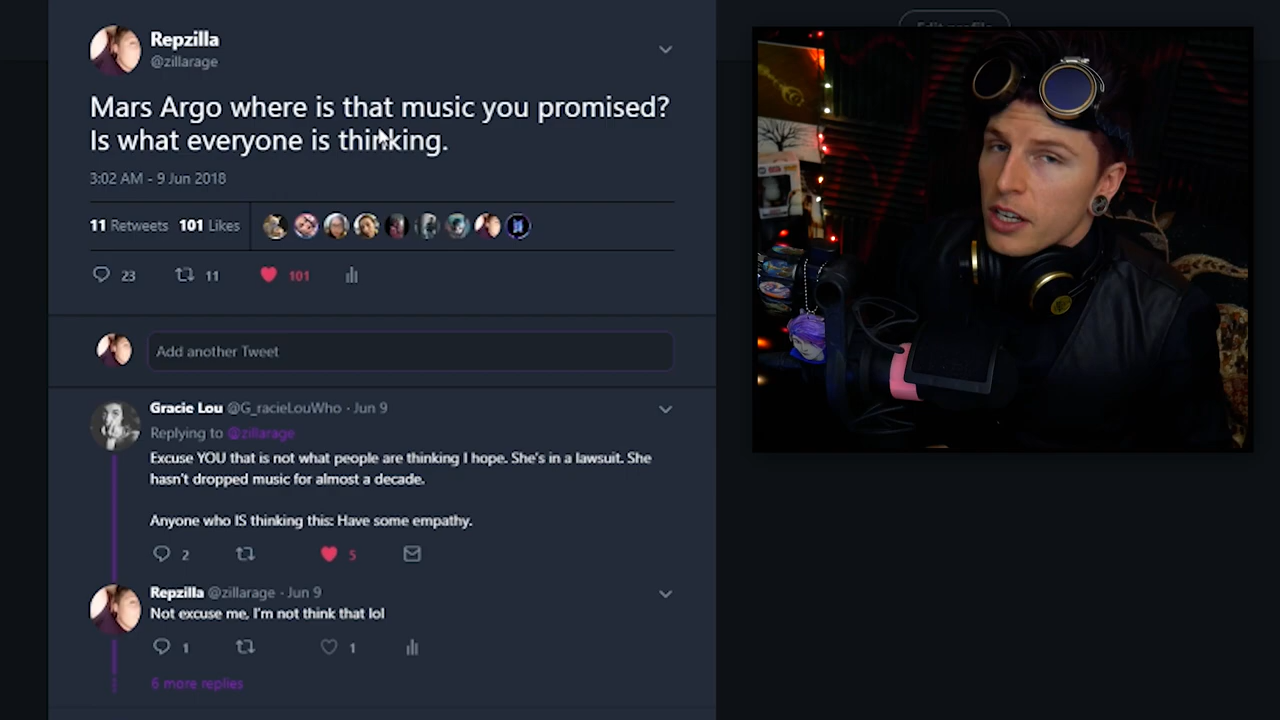 Edit profile
Repzilla
@zillarage
Mars Argo where is that music you promised?
Is what everyone is thinking.
3:02 AM - 9 Jun 2018
11 Retweets 101 Likes
23 11 101
Add another Tweet
Gracie Lou @G_racieLouWho · Jun 9
Replying to @zillarage
Excuse YOU that is not what people are thinking I hope. She's in a lawsuit. She
hasn't dropped music for almost a decade.
Anyone who IS thinking this: Have some empathy.
2 5
Repzilla @zillarage · Jun 9
Not excuse me, I'm not think that lol
1 1
6 more replies